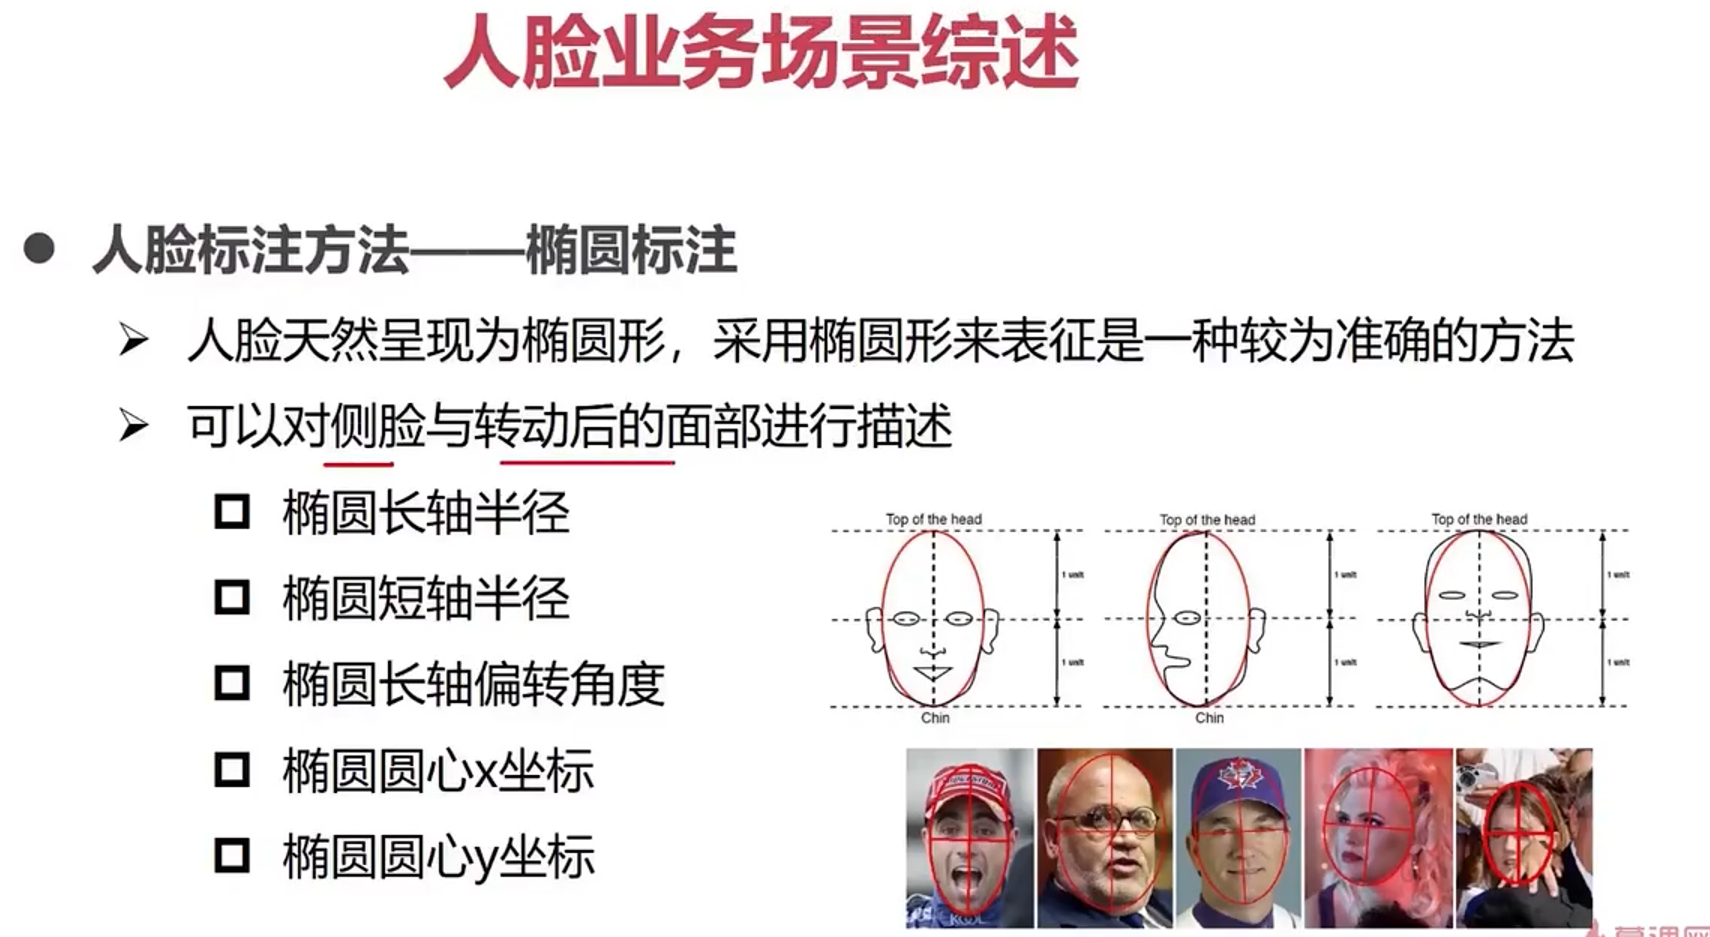 人脸业务场景综述
人脸标注方法——椭圆标注
人脸天然呈现为椭圆形，采用椭圆形来表征是一种较为准确的方法
可以对侧脸与转动后的面部进行描述
椭圆长轴半径
椭圆短轴半径
椭圆长轴偏转角度
椭圆圆心x坐标
椭圆圆心y坐标
Top of the head
1 unit
1 unit
Chin
Top of the head
1 unit
1 unit
Chin
Top of the head
1 unit
1 unit
KOOL